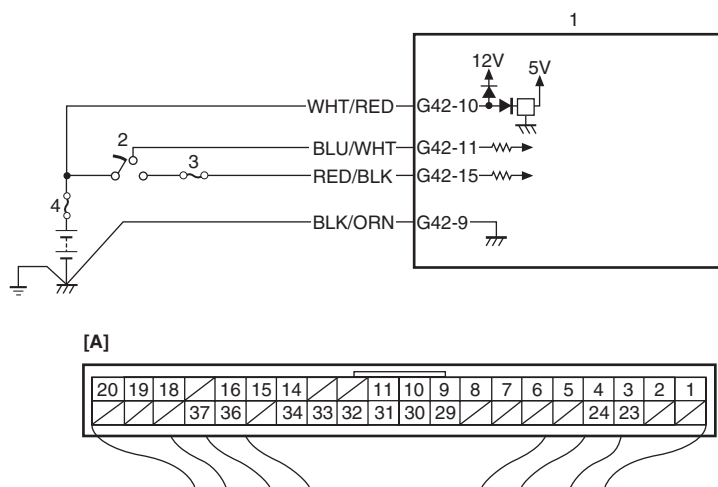 1
12V
5V
WHT/RED G42-10
2
BLU/WHT G42-11
3
RED/BLK G42-15
4
BLK/ORN G42-9
[A]
20 19 18 16 15 14 11 10 9 8 7 6 5 4 3 2 1
37 36 34 33 32 31 30 29 24 23